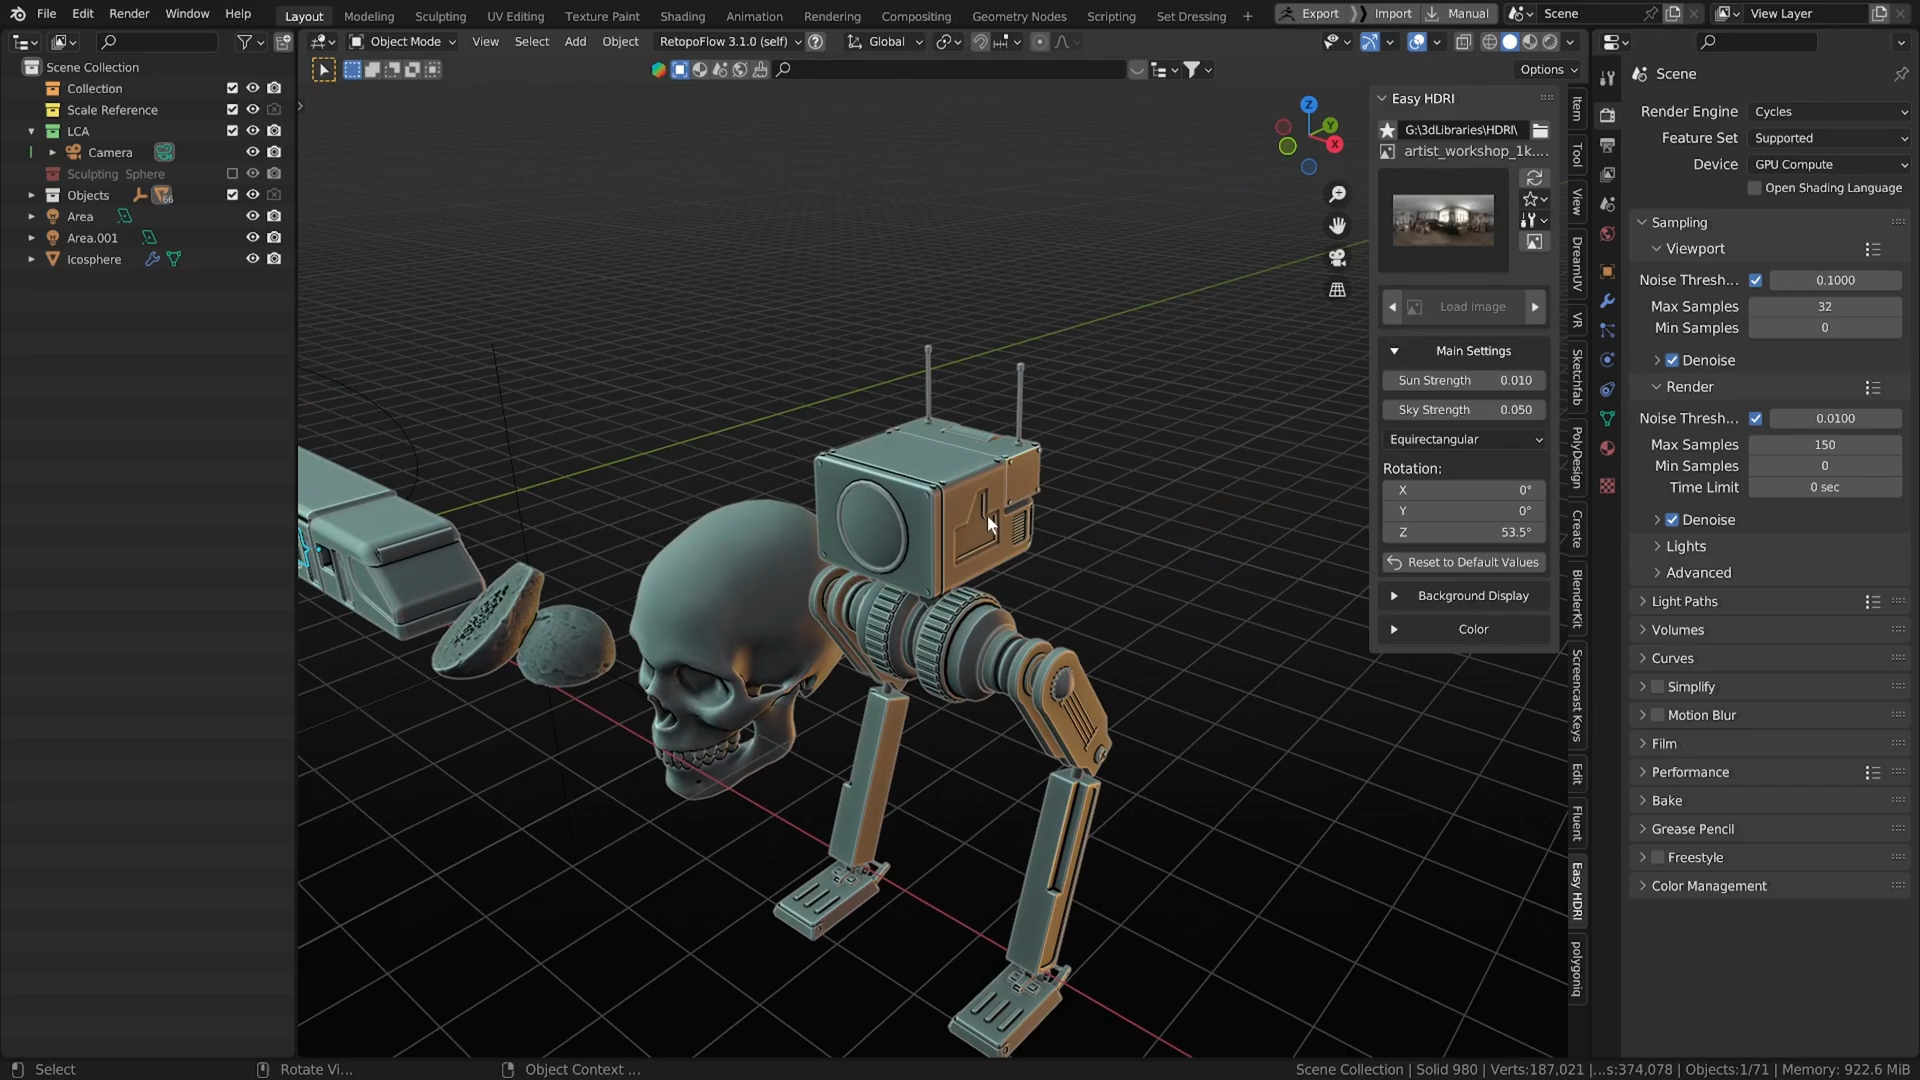 File Edit Render Window Help Layout Modeling Sculpting UV Editing Texture Paint Shading Animation Rendering Compositing Geometry Nodes Scripting Set Dressing + Export Import Manual Scene View Layer
Object Mode View Select Add Object RetopoFlow 3.1.0 (self) Global
Options
Scene Collection
Collection
Scale Reference
LCA
Camera
Sculpting Sphere
Objects 66
Area
Area.001
Icosphere
Z
Y
X
Easy HDRI
G:\3dLibraries\HDRI\
artist_workshop_1k....
Load image
Main Settings
Sun Strength 0.010
Sky Strength 0.050
Equirectangular
Rotation:
X 0°
Y 0°
Z 53.5°
Reset to Default Values
Background Display
Color
Item
Tool
View
DreamUV
VR
Sketchfab
PolyDesign
Create
BlenderKit
Screencast Keys
Edit
Fluent
Easy HDRI
polygoniq
Scene
Render Engine Cycles
Feature Set Supported
Device GPU Compute
Open Shading Language
Sampling
Viewport
Noise Thresh... 0.1000
Max Samples 32
Min Samples 0
Denoise
Render
Noise Thresh... 0.0100
Max Samples 150
Min Samples 0
Time Limit 0 sec
Denoise
Lights
Advanced
Light Paths
Volumes
Curves
Simplify
Motion Blur
Film
Performance
Bake
Grease Pencil
Freestyle
Color Management
Select Rotate Vi... Object Context ... Scene Collection | Solid 980 | Verts:187,021 | ...s:374,078 | Objects:1/71 | Memory: 922.6 MiB